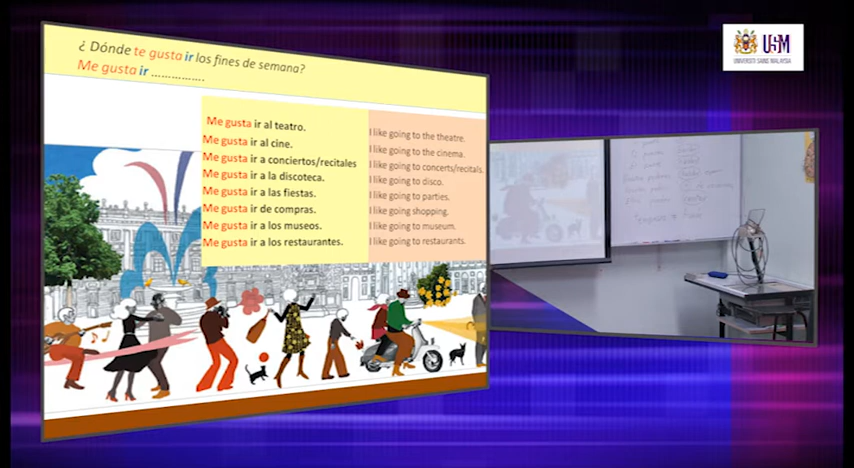 ¿ Dónde te gusta ir los fines de semana?
Me gusta ir ...............
Me gusta ir al teatro.
Me gusta ir al cine.
Me gusta ir a conciertos/recitales
Me gusta ir a la discoteca.
Me gusta ir a las fiestas.
Me gusta ir de compras.
Me gusta ir a los museos.
Me gusta ir a los restaurantes.
I like going to the theatre.
I like going to the cinema.
I like going to concerts/recitals.
I like going to disco.
I like going to parties.
I like going shopping.
I like going to museum.
I like going to restaurants.
USM
UNIVERSITI SAINS MALAYSIA